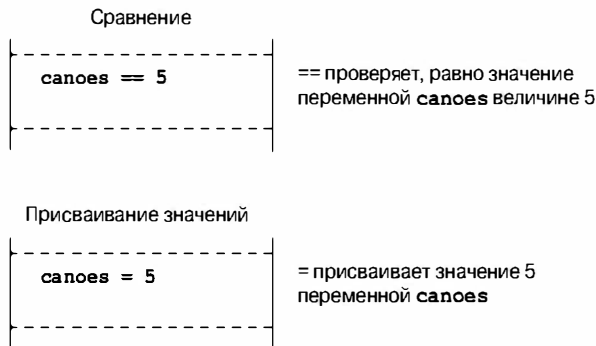 Сравнение
canoes == 5
== проверяет, равно значение
переменной canoes величине 5
Присваивание значений
canoes = 5
= присваивает значение 5
переменной canoes